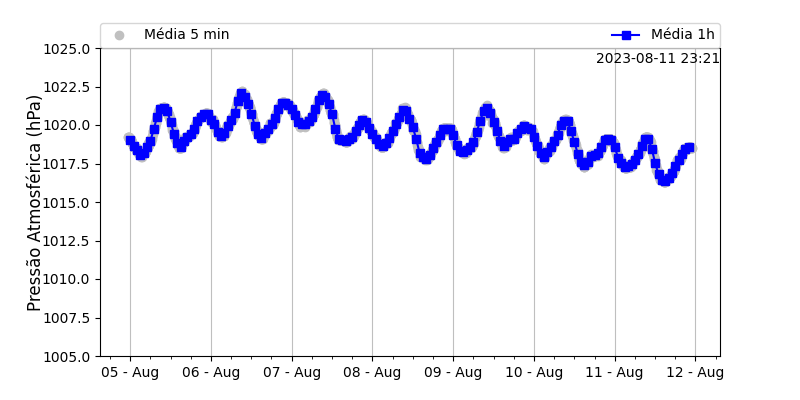 Média 5 min
Média 1h
2023-08-11 23:21
Pressão Atmosférica (hPa)
1025.0
1022.5
1020.0
1017.5
1015.0
1012.5
1010.0
1007.5
1005.0
05 - Aug
06 - Aug
07 - Aug
08 - Aug
09 - Aug
10 - Aug
11 - Aug
12 - Aug